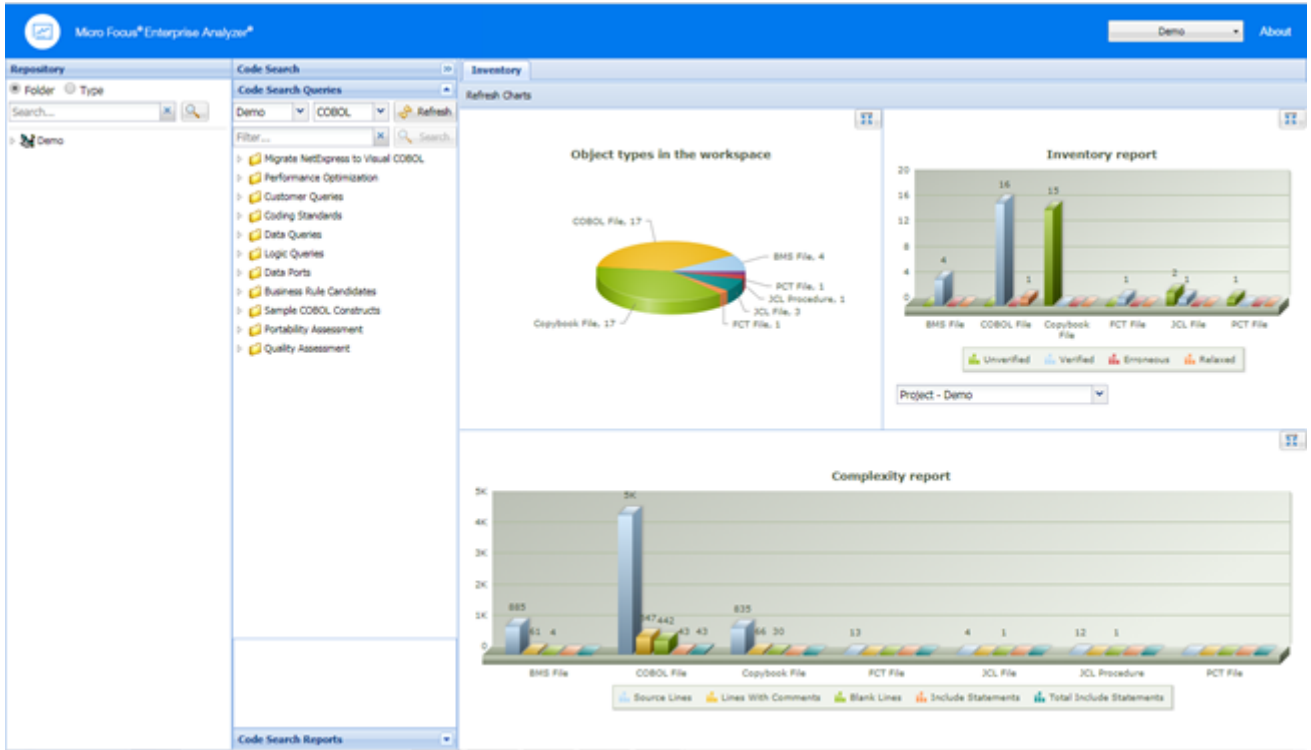 Micro Focus® Enterprise Analyzer®
Demo
About
Repository
Folder Type
Search...
Demo
Code Search
Code Search Queries
Demo COBOL Refresh
Filter... Search
Migrate NetExpress to Visual COBOL
Performance Optimization
Customer Queries
Coding Standards
Data Queries
Logic Queries
Data Ports
Business Rule Candidates
Sample COBOL Constructs
Portability Assessment
Quality Assessment
Code Search Reports
Inventory
Refresh Charts
Object types in the workspace
COBOL File, 17
BMS File, 4
PCT File, 1
JCL Procedure, 1
JCL File, 3
FCT File, 1
Copybook File, 17
Inventory report
20
16
12
8
4
0
4
16
1
15
1
2
1
1
BMS File COBOL File Copybook File FCT File JCL File PCT File
Unverified Verified Erroneous Relaxed
Project - Demo
Complexity report
5K
4K
3K
2K
1K
0
885
61 4
5K
442
43 43
835
66 30
13
4 1
12 1
BMS File COBOL File Copybook File FCT File JCL File JCL Procedure PCT File
Source Lines Lines With Comments Blank Lines Include Statements Total Include Statements